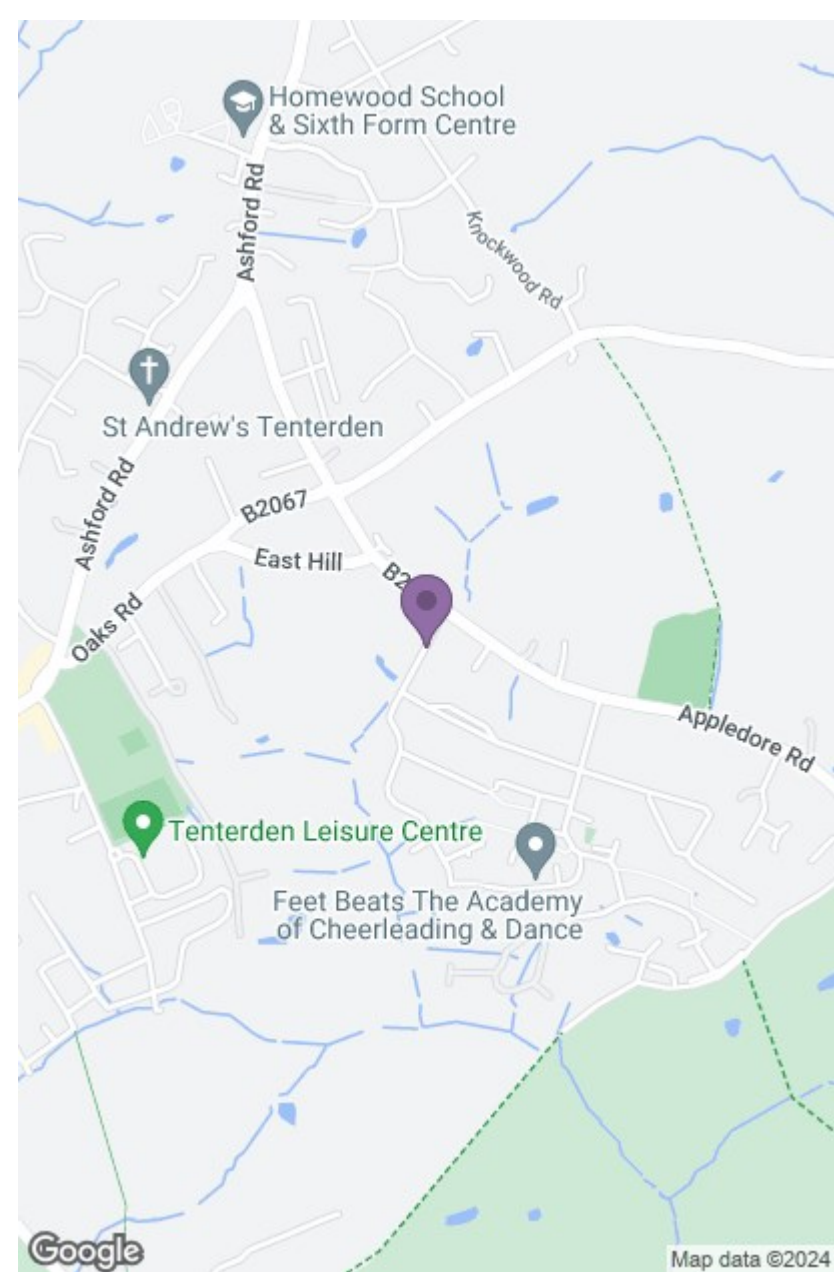 Homewood School
& Sixth Form Centre
Ashford Rd
Knockwood Rd
St Andrew's Tenterden
Ashford Rd
B2067
East Hill
Oaks Rd
Appledore Rd
Tenterden Leisure Centre
Feet Beats The Academy
of Cheerleading & Dance
Google
Map data ©2024